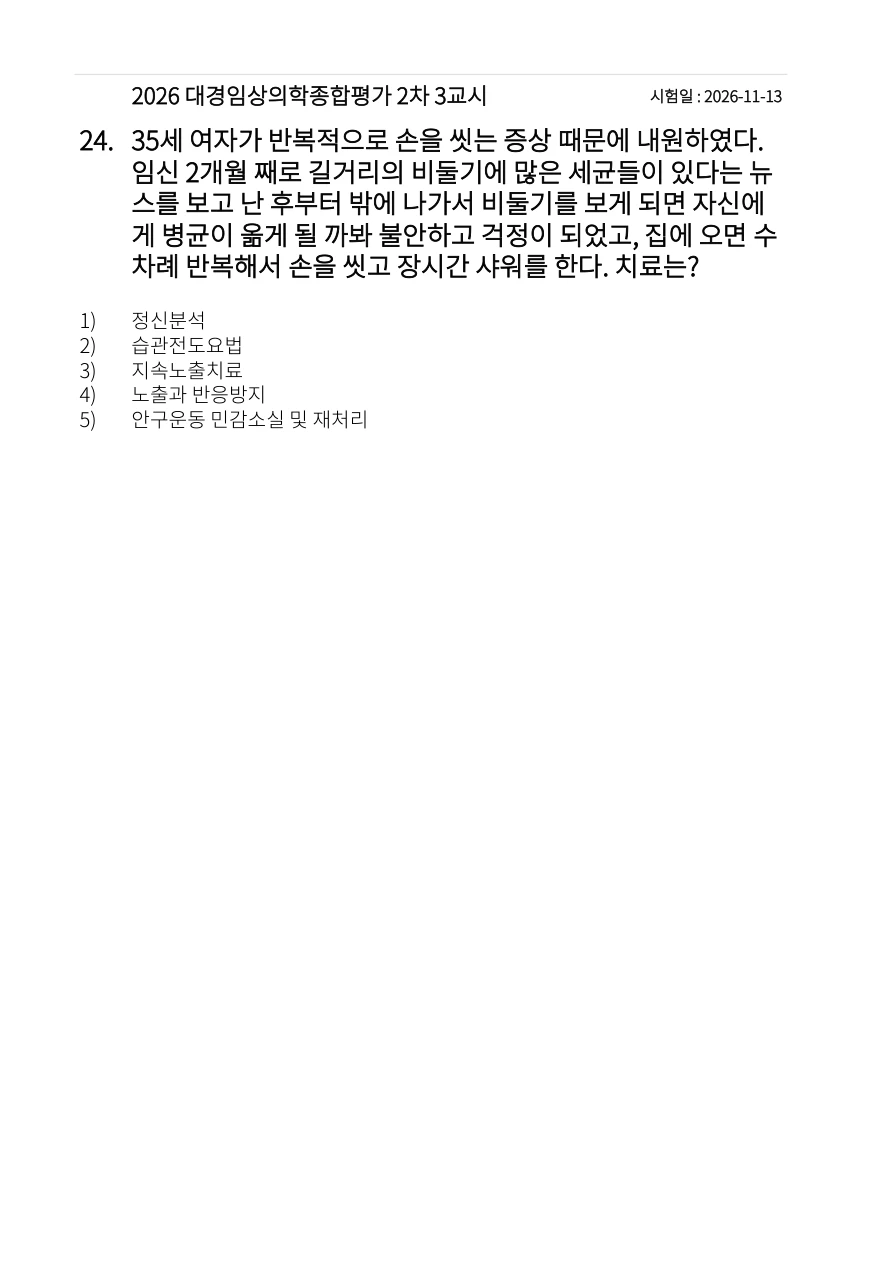 2026 대경임상의학종합평가 2차 3교시
시험일 : 2026-11-13
24. 35세 여자가 반복적으로 손을 씻는 증상 때문에 내원하였다.
임신 2개월 째로 길거리의 비둘기에 많은 세균들이 있다는 뉴
스를 보고 난 후부터 밖에 나가서 비둘기를 보게 되면 자신에
게 병균이 옮게 될 까봐 불안하고 걱정이 되었고, 집에 오면 수
차례 반복해서 손을 씻고 장시간 샤워를 한다. 치료는?
1) 정신분석
2) 습관전도요법
3) 지속노출치료
4) 노출과 반응방지
5) 안구운동 민감소실 및 재처리